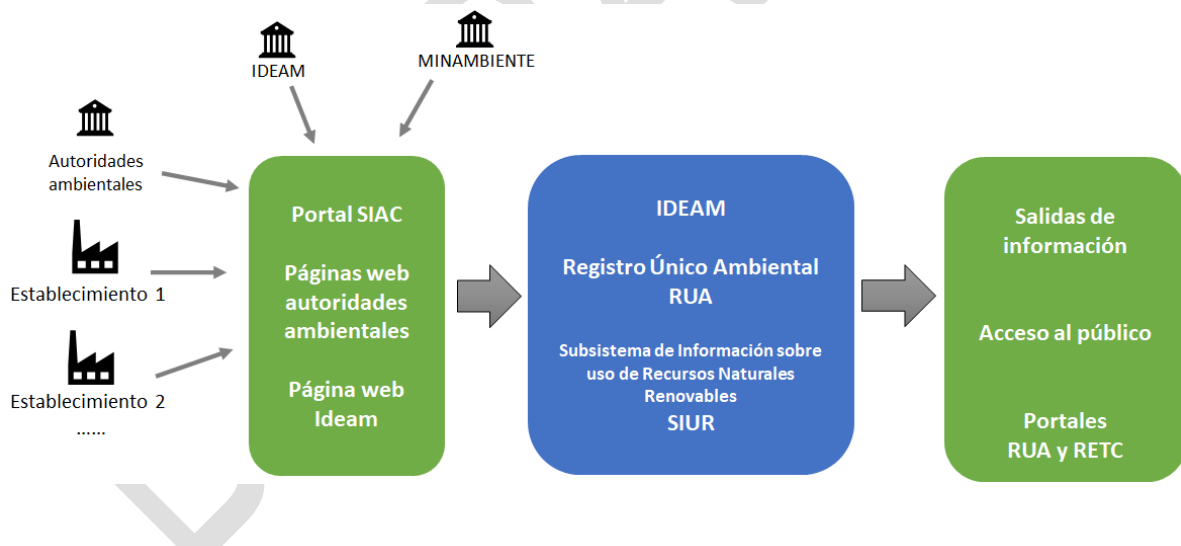 IDEAM
MINAMBIENTE
Autoridades
ambientales
Establecimiento 1
Establecimiento 2
......
Portal SIAC
Páginas web
autoridades
ambientales
Página web
Ideam
IDEAM
Registro Único Ambiental
RUA
Subsistema de Información sobre
uso de Recursos Naturales
Renovables
SIUR
Salidas de
información
Acceso al público
Portales
RUA y RETC